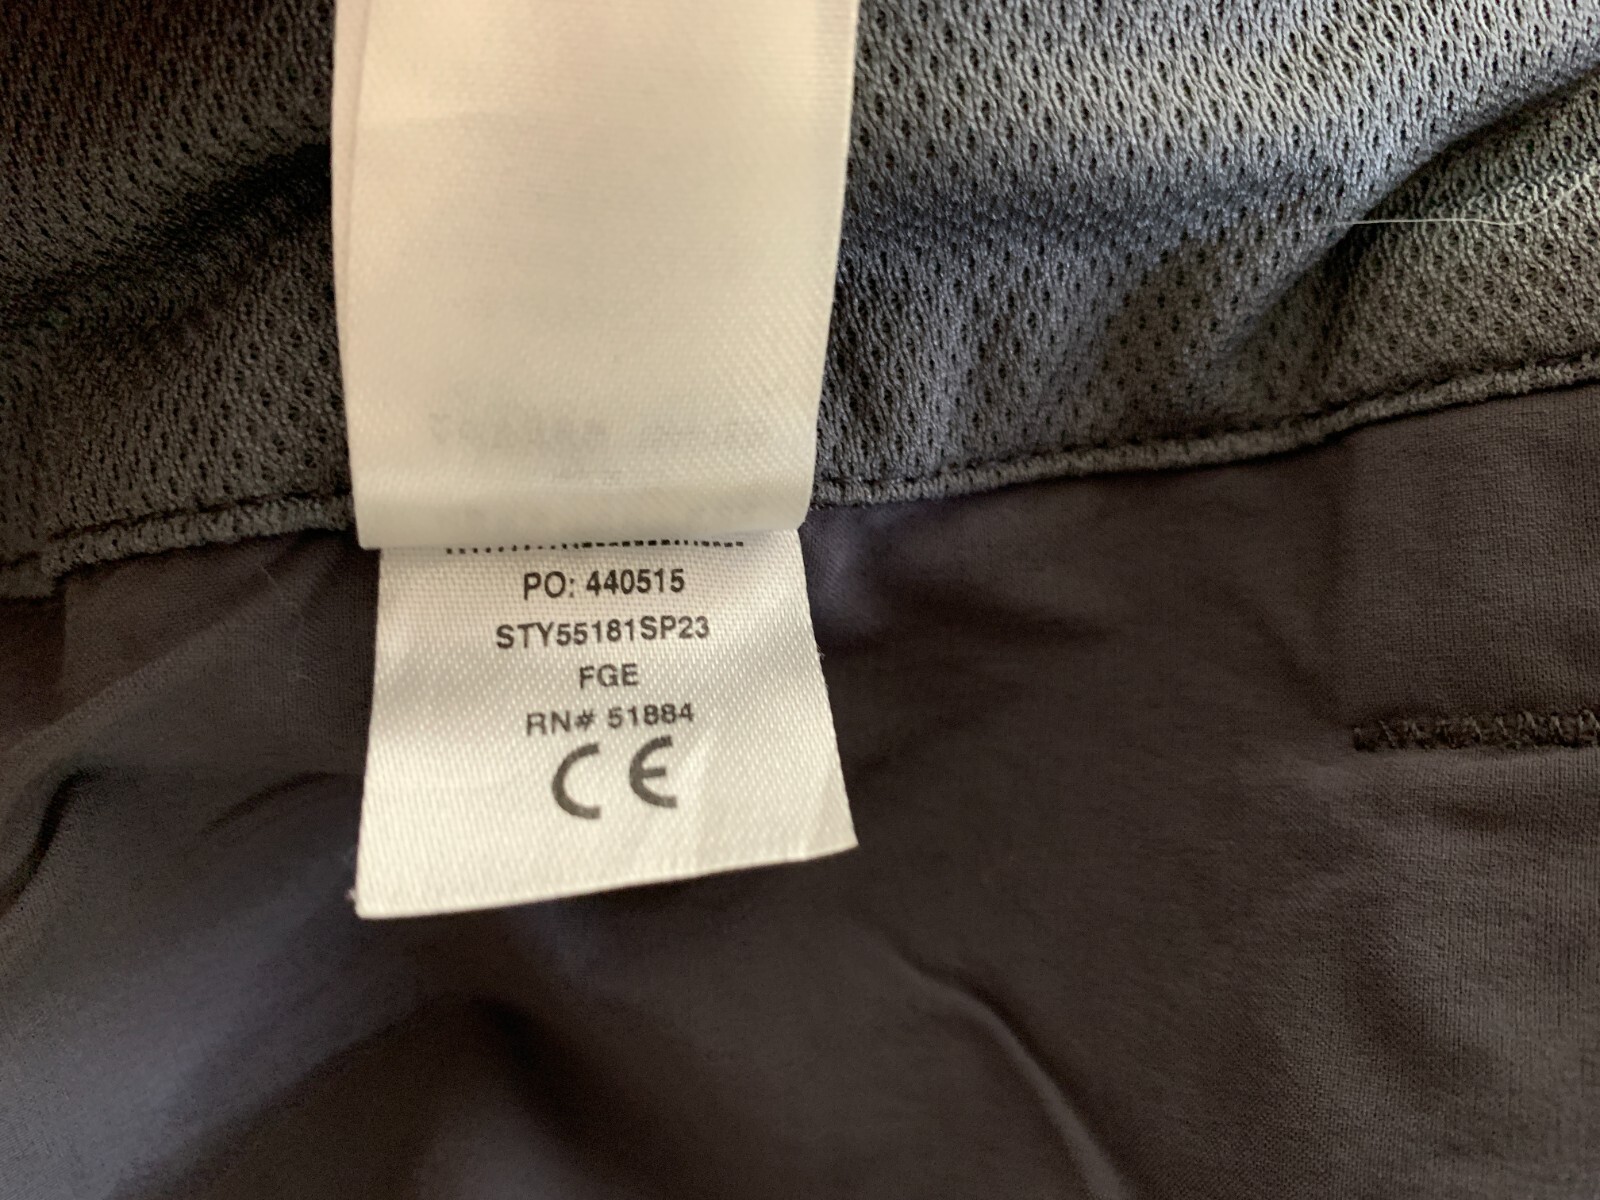 PO: 440515
STY55181SP23
FGE
RN# 51884
CE